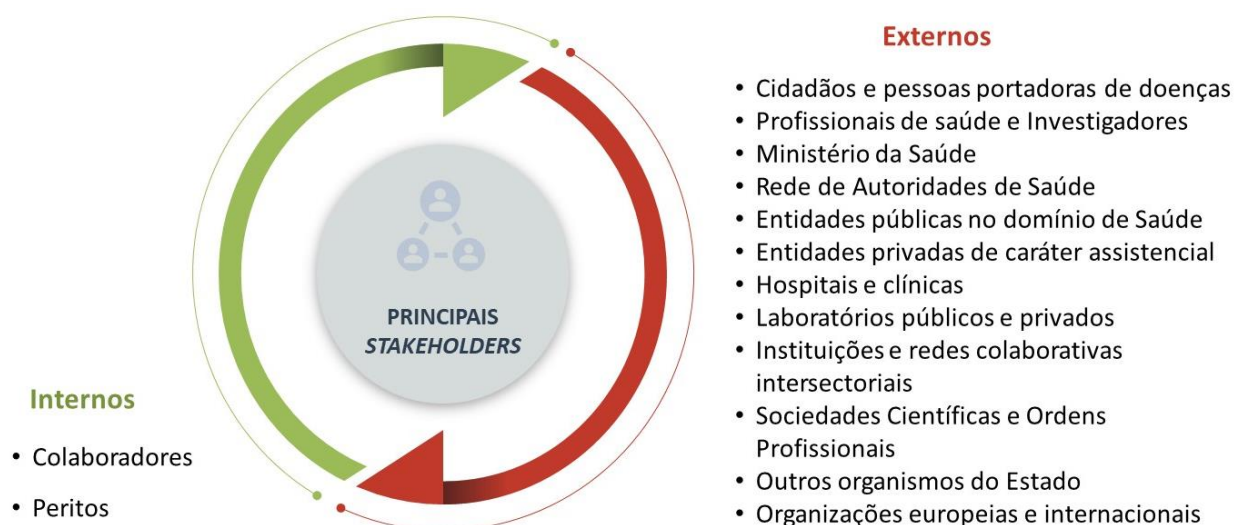 Externos
• Cidadãos e pessoas portadoras de doenças
• Profissionais de saúde e Investigadores
• Ministério da Saúde
• Rede de Autoridades de Saúde
• Entidades públicas no domínio de Saúde
• Entidades privadas de caráter assistencial
• Hospitais e clínicas
• Laboratórios públicos e privados
• Instituições e redes colaborativas
intersectoriais
• Sociedades Científicas e Ordens
Profissionais
• Outros organismos do Estado
• Organizações europeias e internacionais
PRINCIPAIS
STAKEHOLDERS
Internos
• Colaboradores
• Peritos